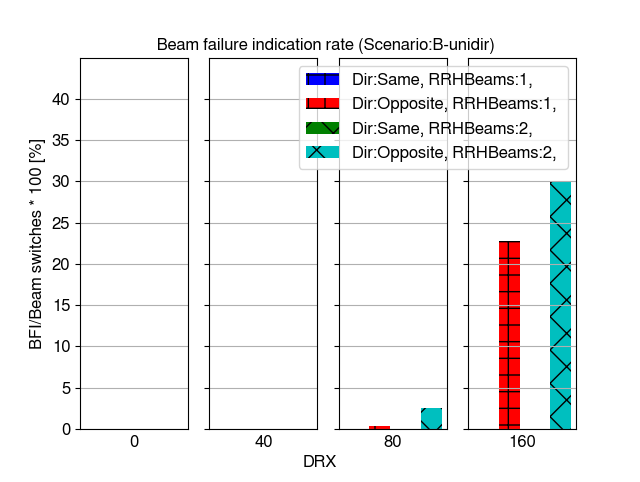 Beam failure indication rate (Scenario:B-unidir)
Dir:Same, RRHBeams:1,
Dir:Opposite, RRHBeams:1,
Dir:Same, RRHBeams:2,
Dir:Opposite, RRHBeams:2,
BFI/Beam switches * 100 [%]
40
35
30
25
20
15
10
5
0
0
40
80
160
DRX